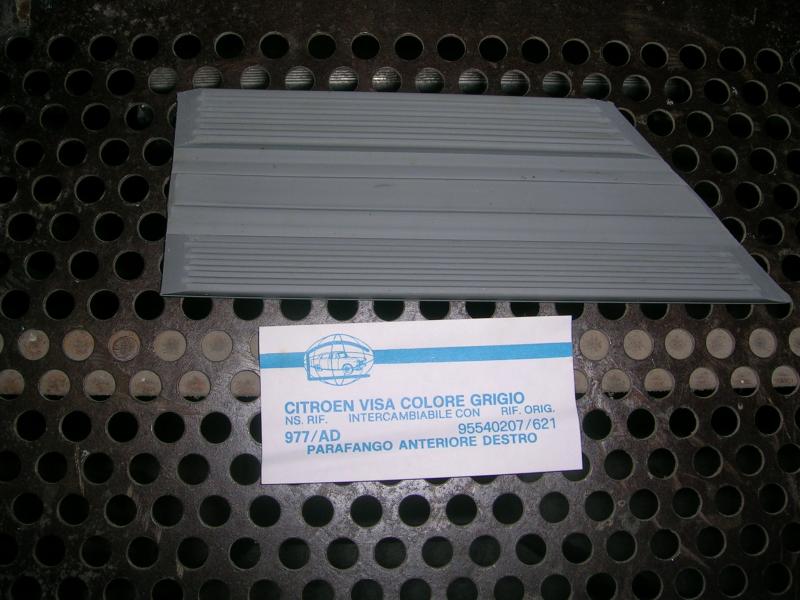 CITROEN VISA COLORE GRIGIO
NS. RIF. INTERCAMBIABILE CON RIF. ORIG.
977/AD 95540207/621
PARAFANGO ANTERIORE DESTRO